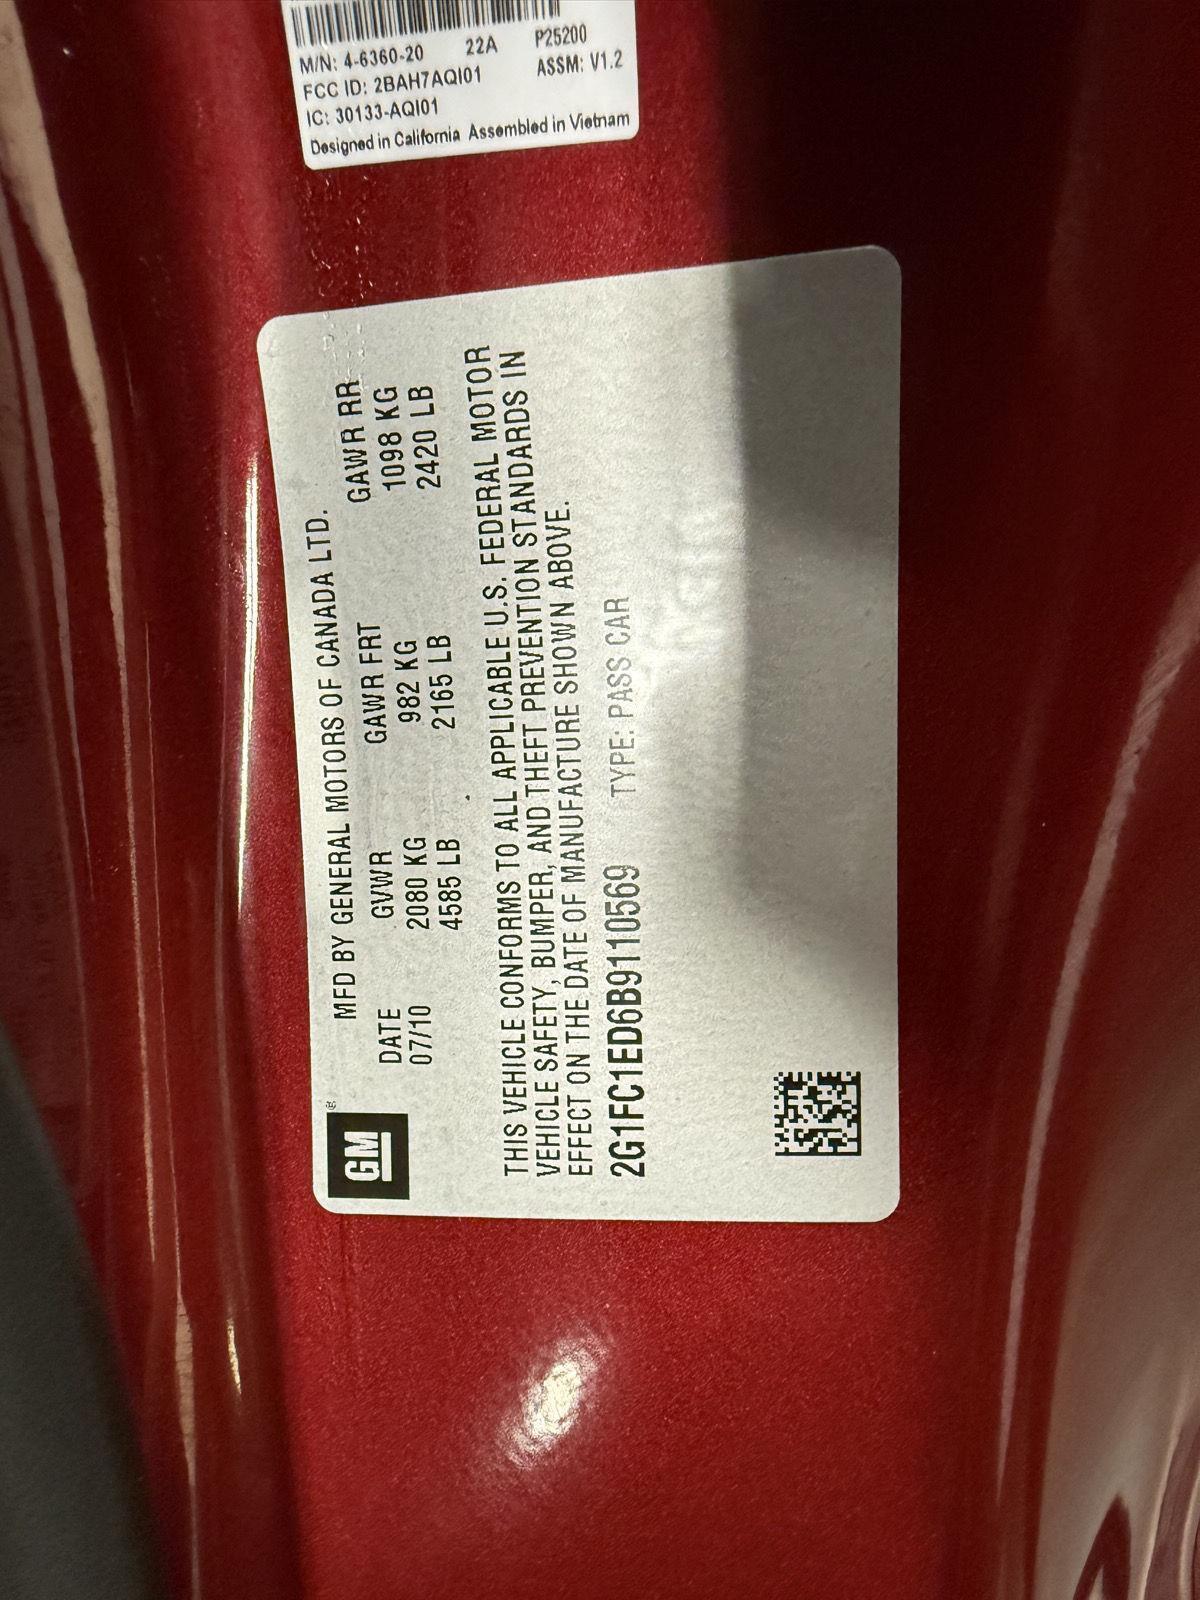 M/N: 4-6360-20 22A P25200
FCC ID: 2BAH7AQI01 ASSM: V1.2
IC: 30133-AQI01
Designed in California Assembled in Vietnam
GM
MFD BY GENERAL MOTORS OF CANADA LTD.
DATE GVWR GAWR FRT GAWR RR
07/10 2080 KG 982 KG 1098 KG
4585 LB 2165 LB 2420 LB
THIS VEHICLE CONFORMS TO ALL APPLICABLE U.S. FEDERAL MOTOR
VEHICLE SAFETY, BUMPER, AND THEFT PREVENTION STANDARDS IN
EFFECT ON THE DATE OF MANUFACTURE SHOWN ABOVE.
2G1FC1ED6B9110569 TYPE: PASS CAR